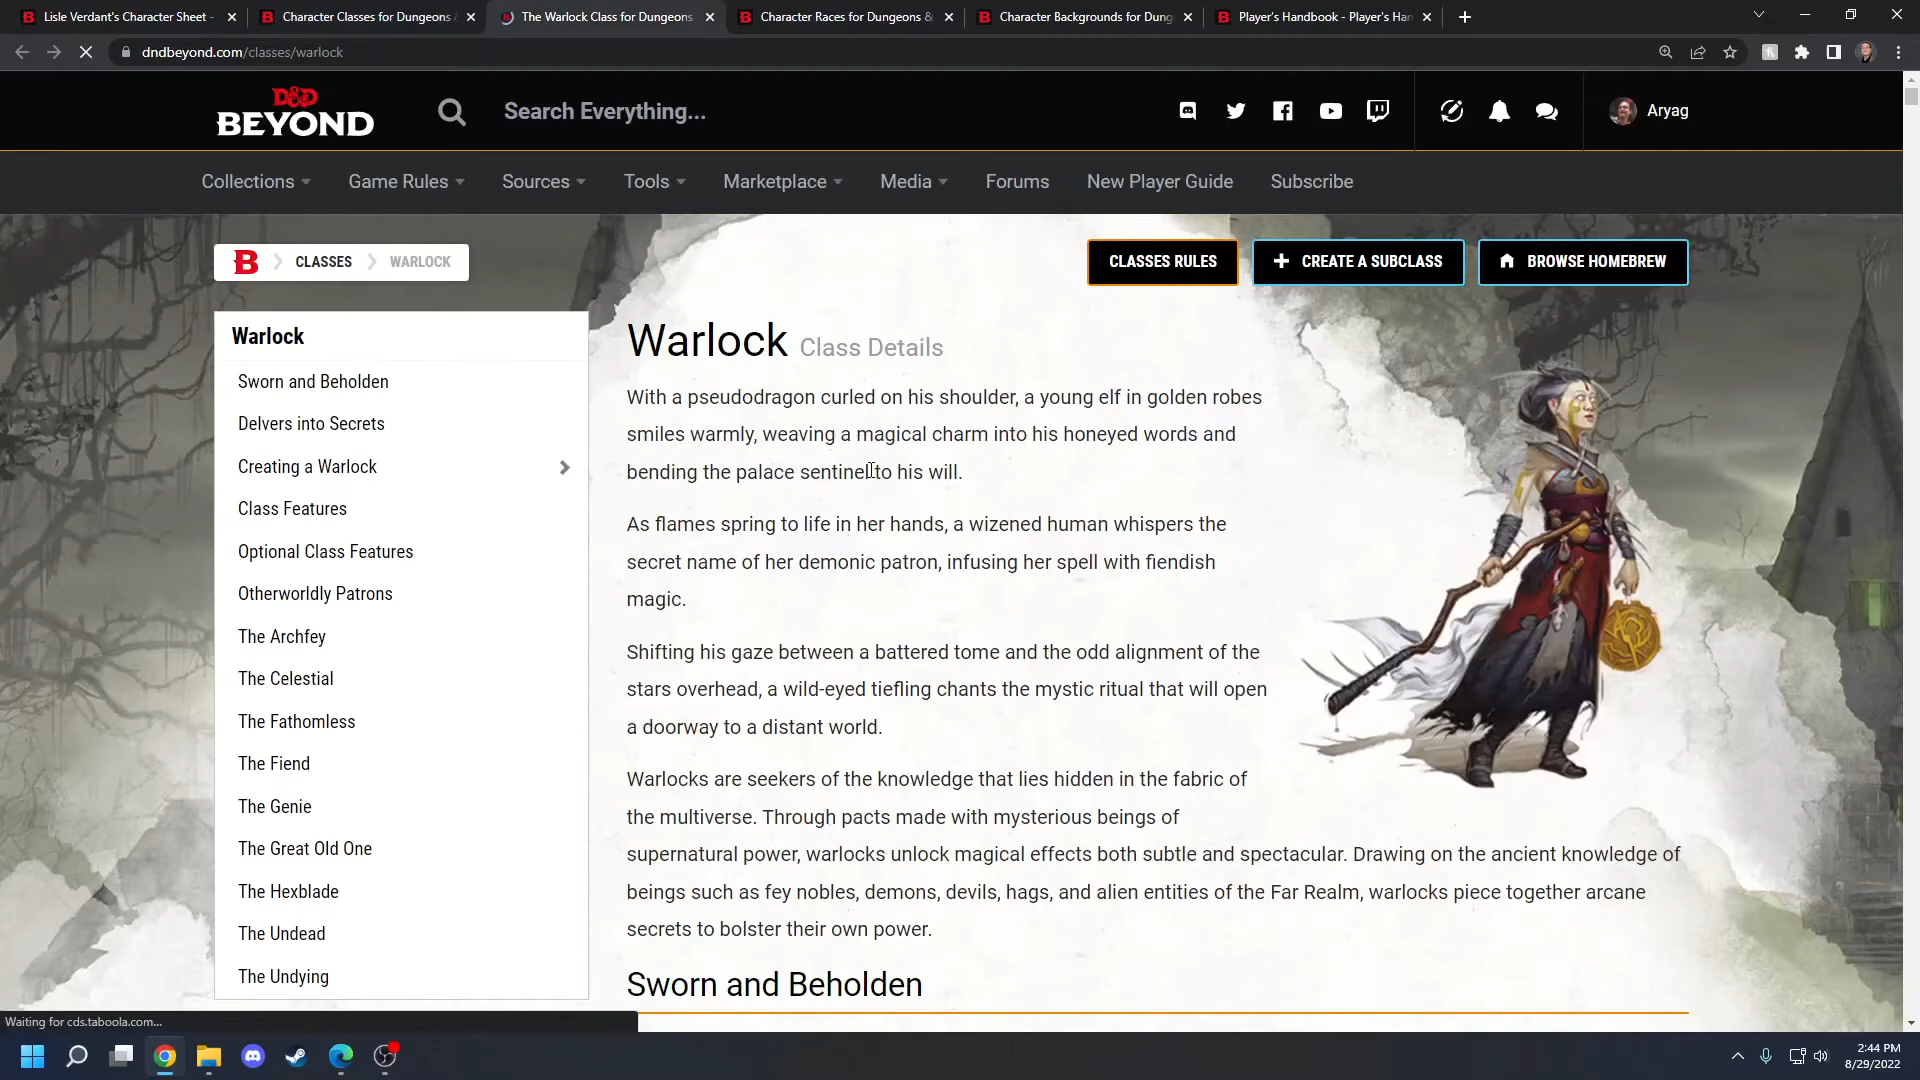 Lisle Verdant's Character Sheet -
Character Classes for Dungeons &
The Warlock Class for Dungeons
Character Races for Dungeons &
Character Backgrounds for Dung
Player's Handbook - Player's Han
dndbeyond.com/classes/warlock
D&D
BEYOND
Search Everything...
Aryag
Collections
Game Rules
Sources
Tools
Marketplace
Media
Forums
New Player Guide
Subscribe
B
CLASSES
WARLOCK
CLASSES RULES
CREATE A SUBCLASS
BROWSE HOMEBREW
Warlock
Sworn and Beholden
Delvers into Secrets
Creating a Warlock
Class Features
Optional Class Features
Otherworldly Patrons
The Archfey
The Celestial
The Fathomless
The Fiend
The Genie
The Great Old One
The Hexblade
The Undead
The Undying
Warlock Class Details
With a pseudodragon curled on his shoulder, a young elf in golden robes
smiles warmly, weaving a magical charm into his honeyed words and
bending the palace sentinel to his will.
As flames spring to life in her hands, a wizened human whispers the
secret name of her demonic patron, infusing her spell with fiendish
magic.
Shifting his gaze between a battered tome and the odd alignment of the
stars overhead, a wild-eyed tiefling chants the mystic ritual that will open
a doorway to a distant world.
Warlocks are seekers of the knowledge that lies hidden in the fabric of
the multiverse. Through pacts made with mysterious beings of
supernatural power, warlocks unlock magical effects both subtle and spectacular. Drawing on the ancient knowledge of
beings such as fey nobles, demons, devils, hags, and alien entities of the Far Realm, warlocks piece together arcane
secrets to bolster their own power.
Sworn and Beholden
Waiting for cds.taboola.com...
2:44 PM
8/29/2022